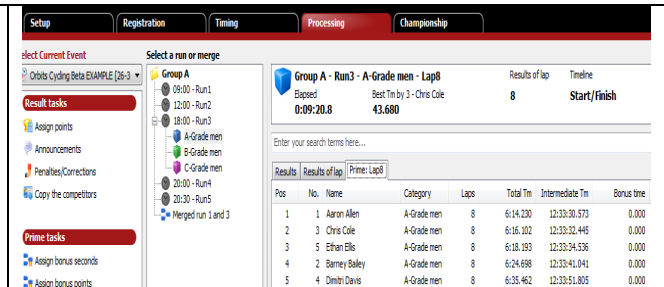 Setup
Registration
Timing
Processing
Championship
elect Current Event
Orbits Cycling Beta EXAMPLE [26-3
Result tasks
Assign points
Announcements
Penalties/Corrections
Copy the competitors
Prime tasks
Assign bonus seconds
Assign bonus points
Select a run or merge
Group A
09:00 - Run1
12:00 - Run2
18:00 - Run3
A-Grade men
B-Grade men
C-Grade men
20:00 - Run4
20:30 - Run5
Merged run 1 and 3
Group A - Run3 - A-Grade men - Lap8
Elapsed Best Tm by 3 - Chris Cole
0:09:20.8 43.680
Results of lap Timeline
8 Start/Finish
Enter your search terms here...
Results Results of lap Prime: Lap8
Pos No. Name Category Laps Total Tm Intermediate Tm Bonus time
1 1 Aaron Allen A-Grade men 8 6:14.230 12:33:30.573 0.000
2 3 Chris Cole A-Grade men 8 6:16.102 12:33:32.445 0.000
3 5 Ethan Ellis A-Grade men 8 6:18.193 12:33:34.536 0.000
4 2 Barney Bailey A-Grade men 8 6:24.698 12:33:41.041 0.000
5 4 Dimitri Davis A-Grade men 8 6:35.462 12:33:51.805 0.000